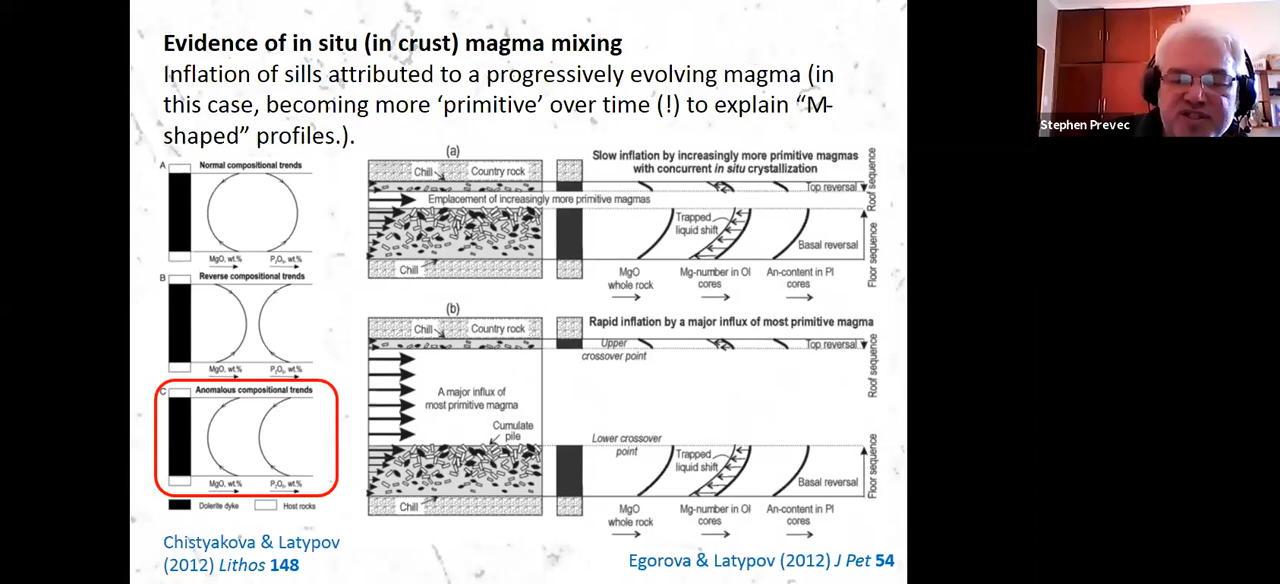 Evidence of in situ (in crust) magma mixing
Inflation of sills attributed to a progressively evolving magma (in
this case, becoming more ‘primitive’ over time (!) to explain “M-
shaped” profiles.).
A
Normal compositional trends
MgO, wt.%
P₂O₅, wt.%
B
Reverse compositional trends
MgO, wt.%
P₂O₅, wt.%
C
Anomalous compositional trends
MgO, wt.%
P₂O₅, wt.%
Dolerite dyke
Host rocks
Chistyakova & Latypov
(2012) Lithos 148
(a)
Chill
Country rock
Emplacement of increasingly more primitive magmas
Chill
Slow inflation by increasingly more primitive magmas
with concurrent in situ crystallization
Top reversal
Roof sequence
Trapped
liquid shift
Basal reversal
Floor sequence
MgO
whole rock
Mg-number in Ol
cores
An-content in Pl
cores
(b)
Chill
Country rock
A major influx of
most primitive magma
Cumulate
pile
Chill
Rapid inflation by a major influx of most primitive magma
Upper
crossover point
Top reversal
Roof sequence
Lower crossover
point
Trapped
liquid shift
Basal reversal
Floor sequence
MgO
whole rock
Mg-number in Ol
cores
An-content in Pl
cores
Egorova & Latypov (2012) J Pet 54
Stephen Prevec